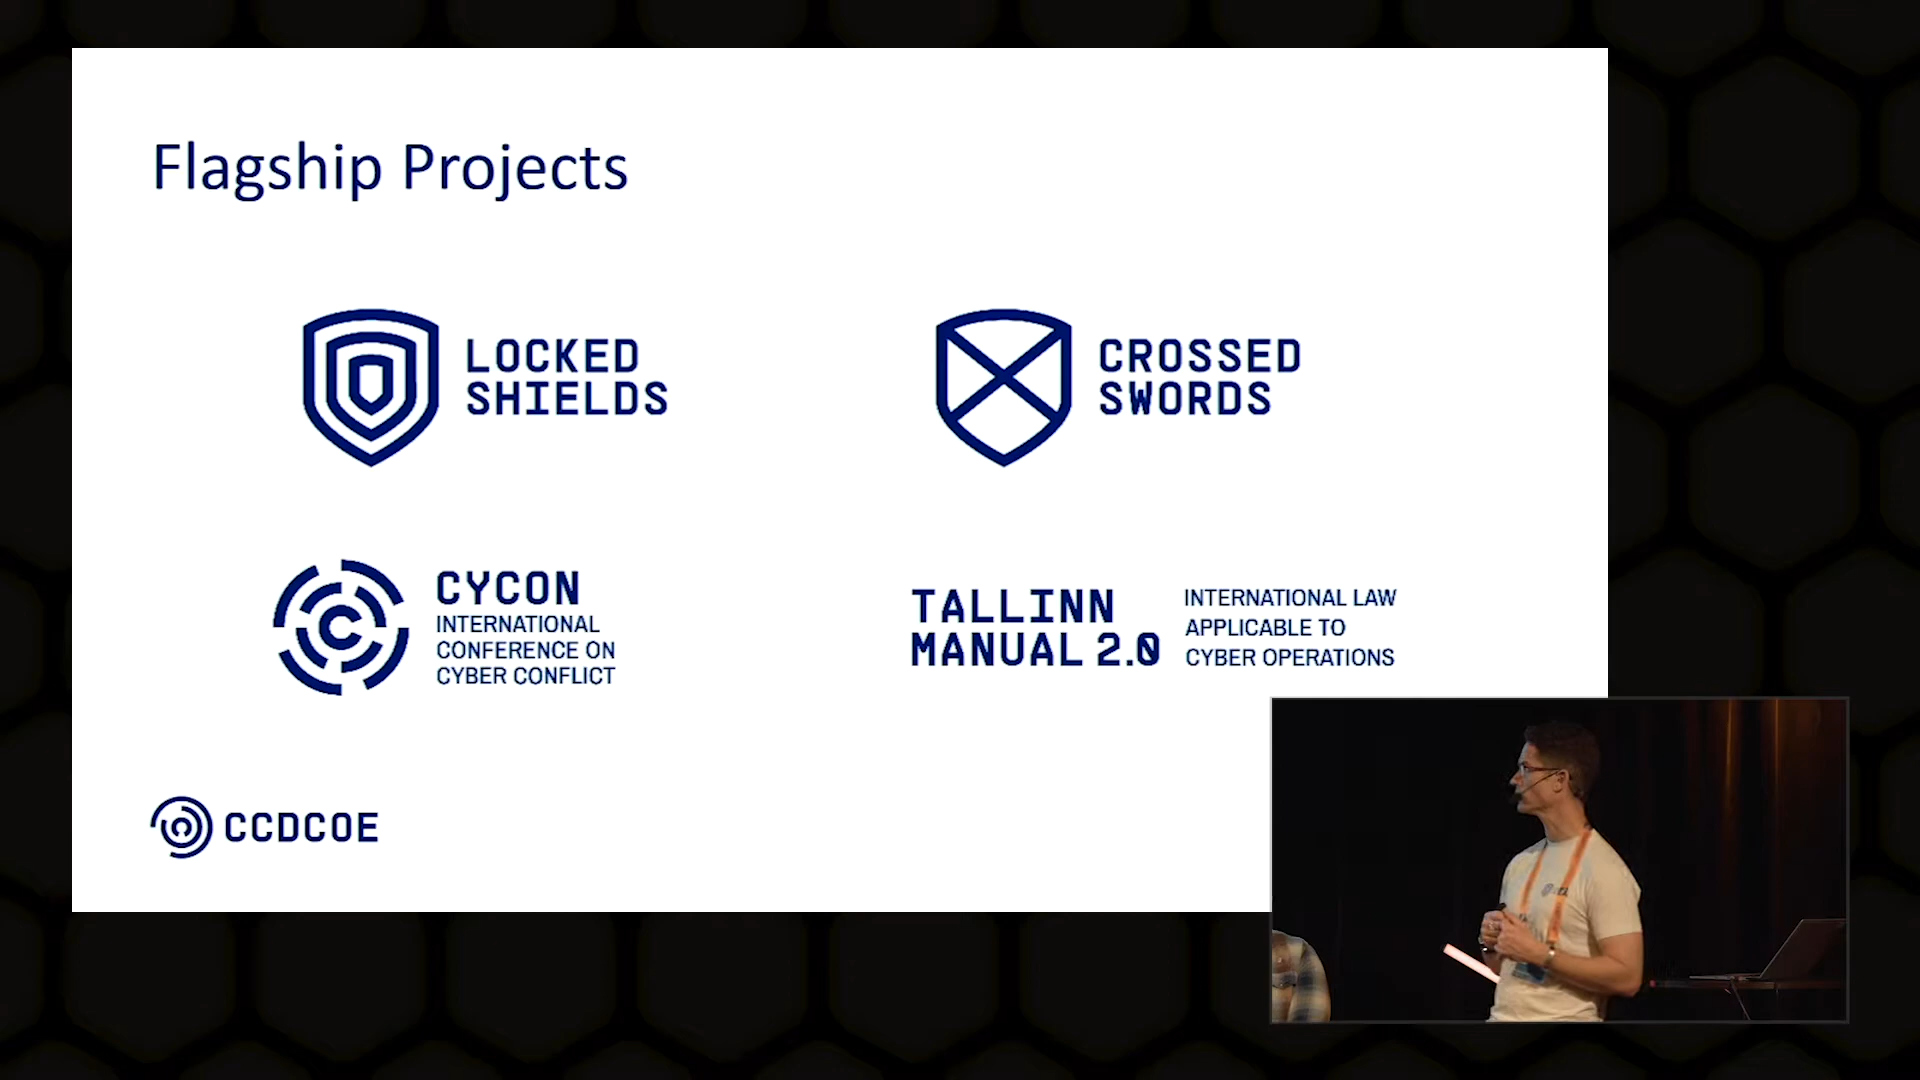 Flagship Projects
LOCKED
SHIELDS
CROSSED
SWORDS
CYCON
INTERNATIONAL
CONFERENCE ON
CYBER CONFLICT
TALLINN
MANUAL 2.0
INTERNATIONAL LAW
APPLICABLE TO
CYBER OPERATIONS
CCDCOE